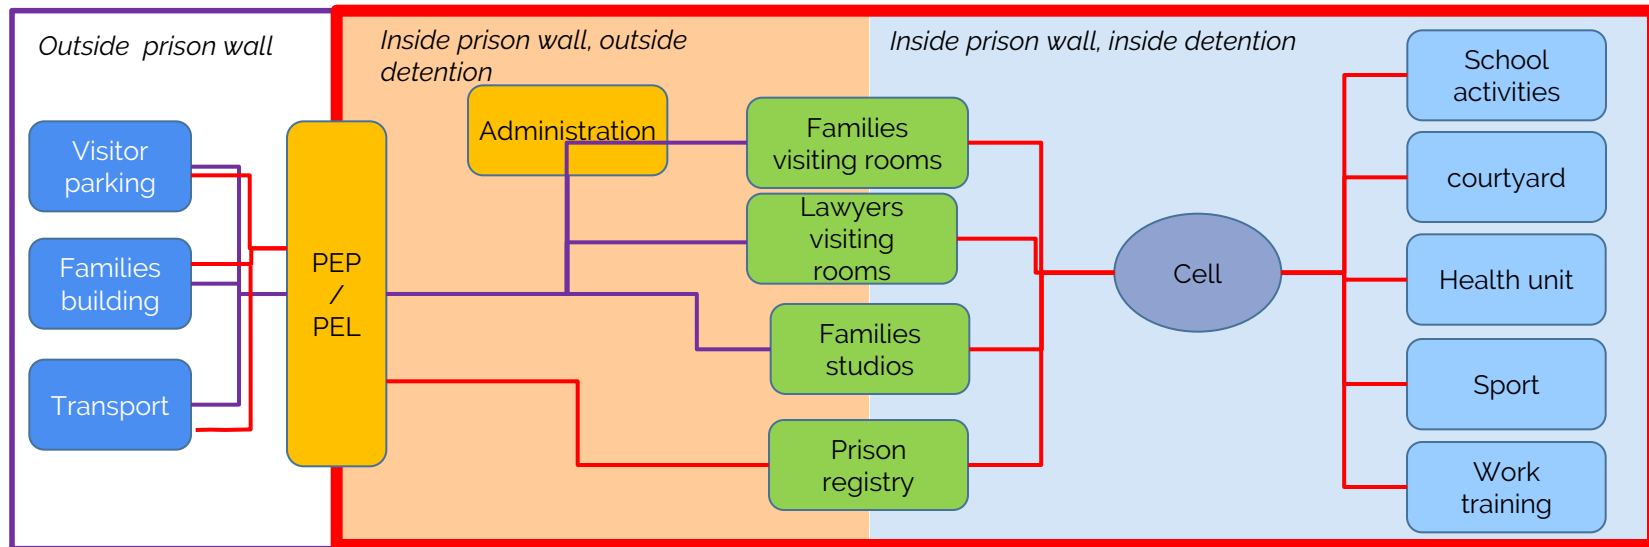 Outside prison wall
Inside prison wall, outside
detention
Inside prison wall, inside detention
Visitor
parking
Families
building
Transport
PEP
/
PEL
Administration
Families
visiting rooms
Lawyers
visiting
rooms
Families
studios
Prison
registry
Cell
School
activities
courtyard
Health unit
Sport
Work
training